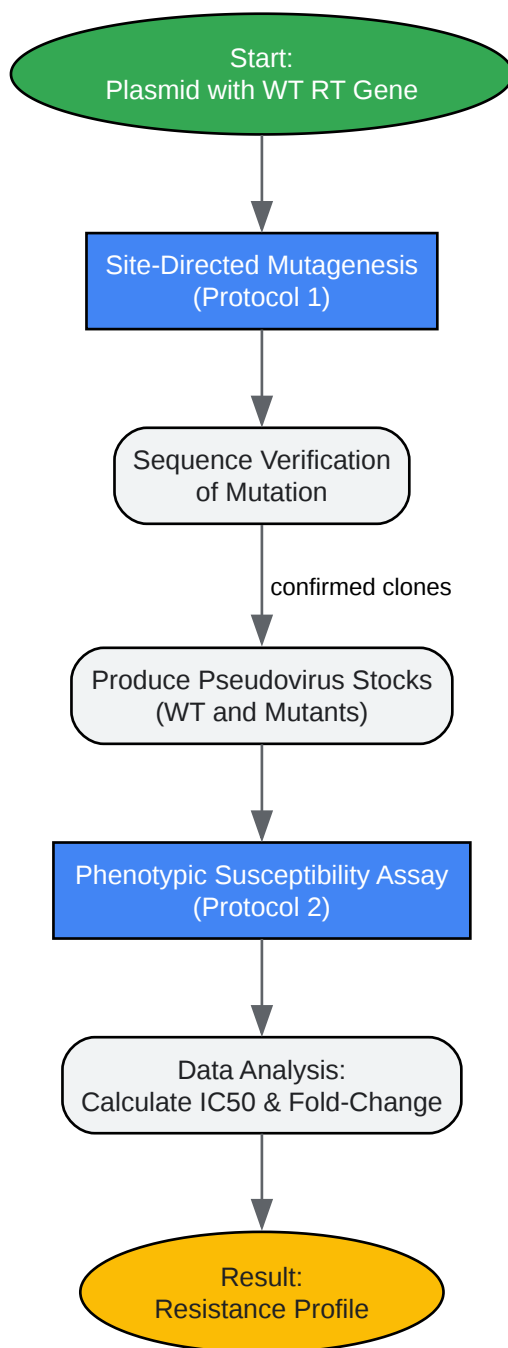 Start:
Plasmid with WT RT Gene
Site-Directed Mutagenesis
(Protocol 1)
Sequence Verification
of Mutation
confirmed clones
Produce Pseudovirus Stocks
(WT and Mutants)
Phenotypic Susceptibility Assay
(Protocol 2)
Data Analysis:
Calculate IC50 & Fold-Change
Result:
Resistance Profile